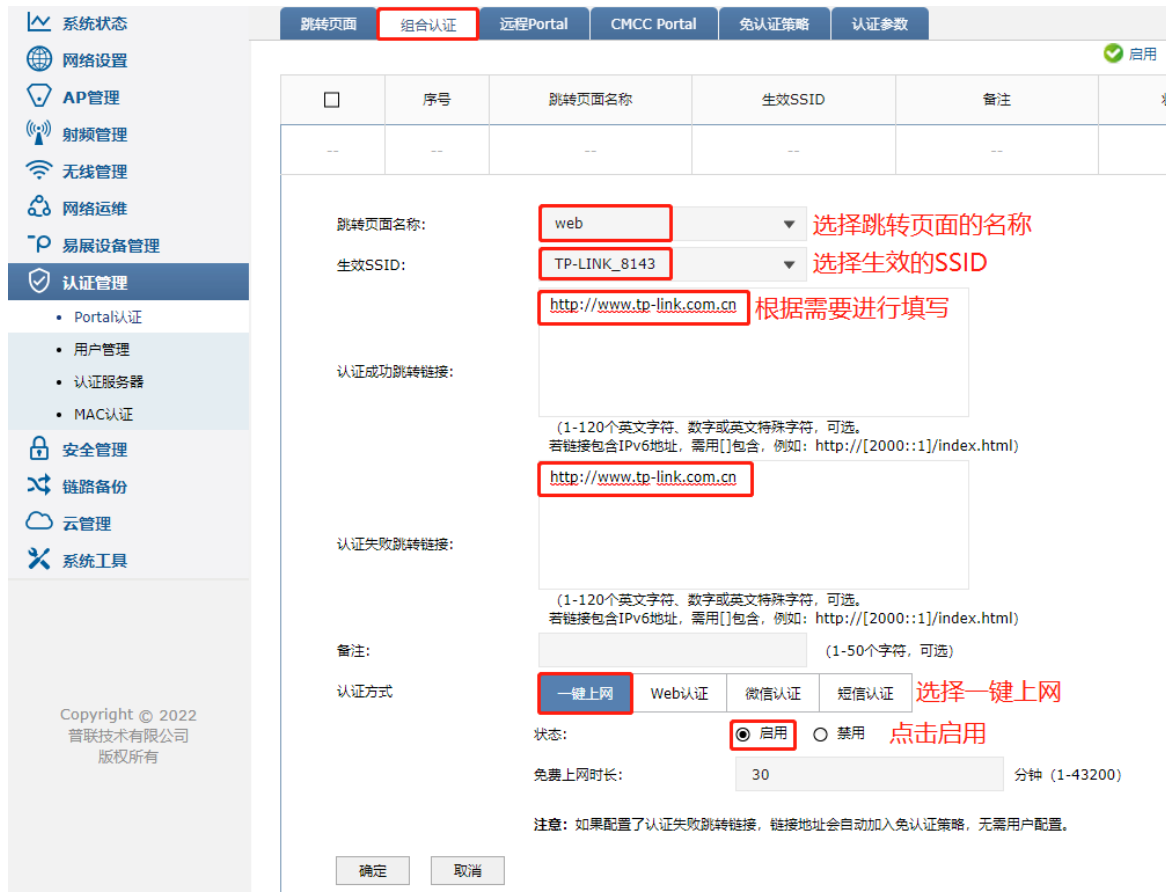 系统状态
网络设置
AP管理
射频管理
无线管理
网络运维
易展设备管理
认证管理
• Portal认证
• 用户管理
• 认证服务器
• MAC认证
安全管理
链路备份
云管理
系统工具
Copyright © 2022
普联技术有限公司
版权所有
跳转页面 组合认证 远程Portal CMCC Portal 免认证策略 认证参数
启用
序号 跳转页面名称 生效SSID 备注
-- -- -- -- --
跳转页面名称: web 选择跳转页面的名称
生效SSID: TP-LINK_8143 选择生效的SSID
http://www.tp-link.com.cn 根据需要进行填写
认证成功跳转链接:
(1-120个英文字符、数字或英文特殊字符，可选。
若链接包含IPv6地址，需用[]包含，例如：http://[2000::1]/index.html)
http://www.tp-link.com.cn
认证失败跳转链接:
(1-120个英文字符、数字或英文特殊字符，可选。
若链接包含IPv6地址，需用[]包含，例如：http://[2000::1]/index.html)
备注: (1-50个字符，可选)
认证方式 一键上网 Web认证 微信认证 短信认证 选择一键上网
状态: 启用 禁用 点击启用
免费上网时长: 30 分钟 (1-43200)
注意：如果配置了认证失败跳转链接，链接地址会自动加入免认证策略，无需用户配置。
确定 取消